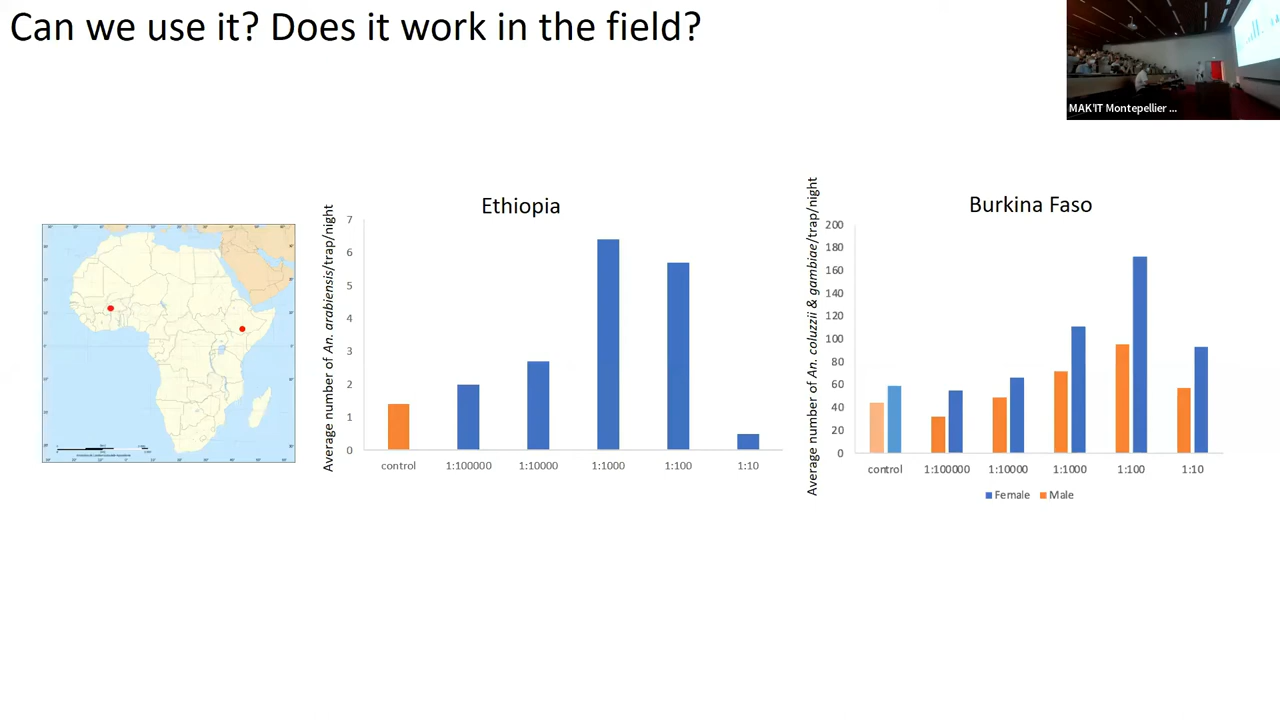 Can we use it? Does it work in the field?
MAK'IT Montepellier ...
Ethiopia
Average number of An. arabiensis/trap/night
7
6
5
4
3
2
1
0
control 1:100000 1:10000 1:1000 1:100 1:10
Burkina Faso
Average number of An. coluzzii & gambiae/trap/night
200
180
160
140
120
100
80
60
40
20
0
control 1:100000 1:10000 1:1000 1:100 1:10
Female Male